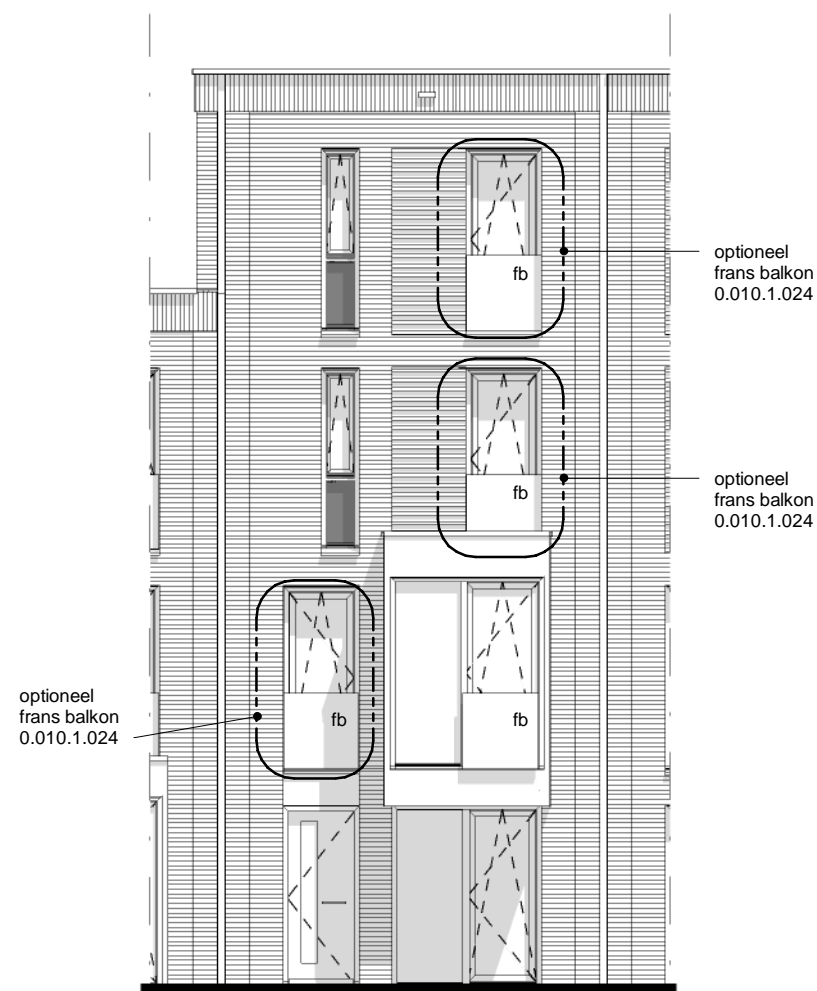 fb
optioneel
frans balkon
0.010.1.024
fb
optioneel
frans balkon
0.010.1.024
optioneel
frans balkon
0.010.1.024
fb
fb